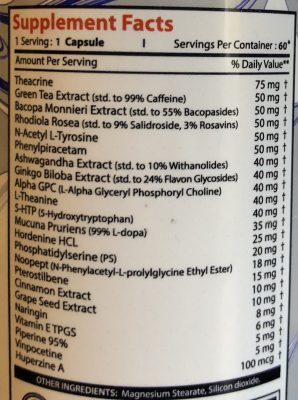 Supplement Facts
1 Serving : 1 Capsule I Servings Per Container : 60*
Amount Per Serving % Daily Value**
Theacrine 75 mg †
Green Tea Extract (std. to 99% Caffeine) 50 mg †
Bacopa Monnieri Extract (std. to 55% Bacopasides) 50 mg †
Rhodiola Rosea (std. to 9% Salidroside, 3% Rosavins) 50 mg †
N-Acetyl L-Tyrosine 50 mg †
Phenylpiracetam 50 mg †
Ashwagandha Extract (std. to 10% Withanolides) 40 mg †
Ginkgo Biloba Extract (std. to 24% Flavon Glycosides) 40 mg †
Alpha GPC (L-Alpha Glyceryl Phosphoryl Choline) 40 mg †
L-Theanine 40 mg †
5-HTP (5-Hydroxytryptophan) 40 mg †
Mucuna Pruriens (99% L-dopa) 35 mg †
Hordenine HCL 25 mg †
Phosphatidylserine (PS) 20 mg †
Noopept (N-Phenylacetyl-L-prolylglycine Ethyl Ester) 18 mg †
Pterostilbene 15 mg †
Cinnamon Extract 10 mg †
Grape Seed Extract 10 mg †
Naringin 8 mg †
Vitamin E TPGS 6 mg †
Piperine 95% 5 mg †
Vinpocetine 5 mg †
Huperzine A 100 mcg †
OTHER INGREDIENTS: Magnesium Stearate, Silicon dioxide.